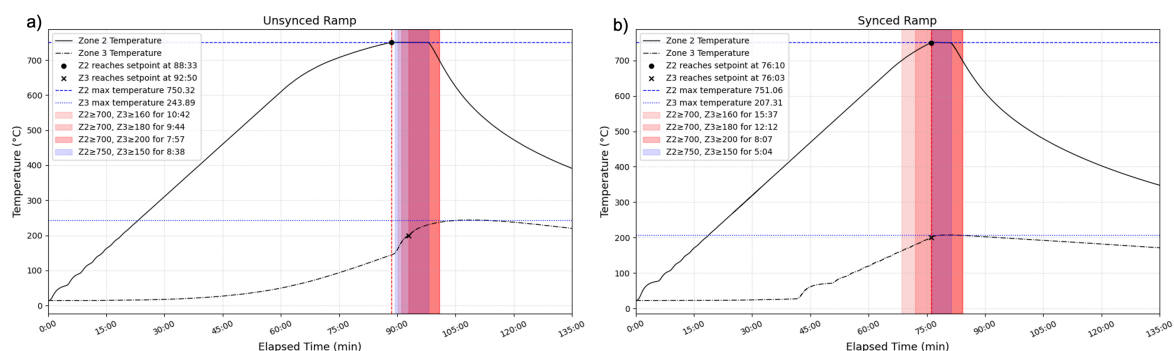 a)
Unsynced Ramp
Temperature (°C)
700
600
500
400
300
200
100
0
Zone 2 Temperature
Zone 3 Temperature
Z2 reaches setpoint at 88:33
Z3 reaches setpoint at 92:50
Z2 max temperature 750.32
Z3 max temperature 243.89
Z2≥700, Z3≥160 for 10:42
Z2≥700, Z3≥180 for 9:44
Z2≥700, Z3≥200 for 7:57
Z2≥750, Z3≥150 for 8:38
0:00
15:00
30:00
45:00
60:00
75:00
90:00
105:00
120:00
135:00
Elapsed Time (min)
b)
Synced Ramp
Temperature (°C)
700
600
500
400
300
200
100
0
Zone 2 Temperature
Zone 3 Temperature
Z2 reaches setpoint at 76:10
Z3 reaches setpoint at 76:03
Z2 max temperature 751.06
Z3 max temperature 207.31
Z2≥700, Z3≥160 for 15:37
Z2≥700, Z3≥180 for 12:12
Z2≥700, Z3≥200 for 8:07
Z2≥750, Z3≥150 for 5:04
0:00
15:00
30:00
45:00
60:00
75:00
90:00
105:00
120:00
135:00
Elapsed Time (min)